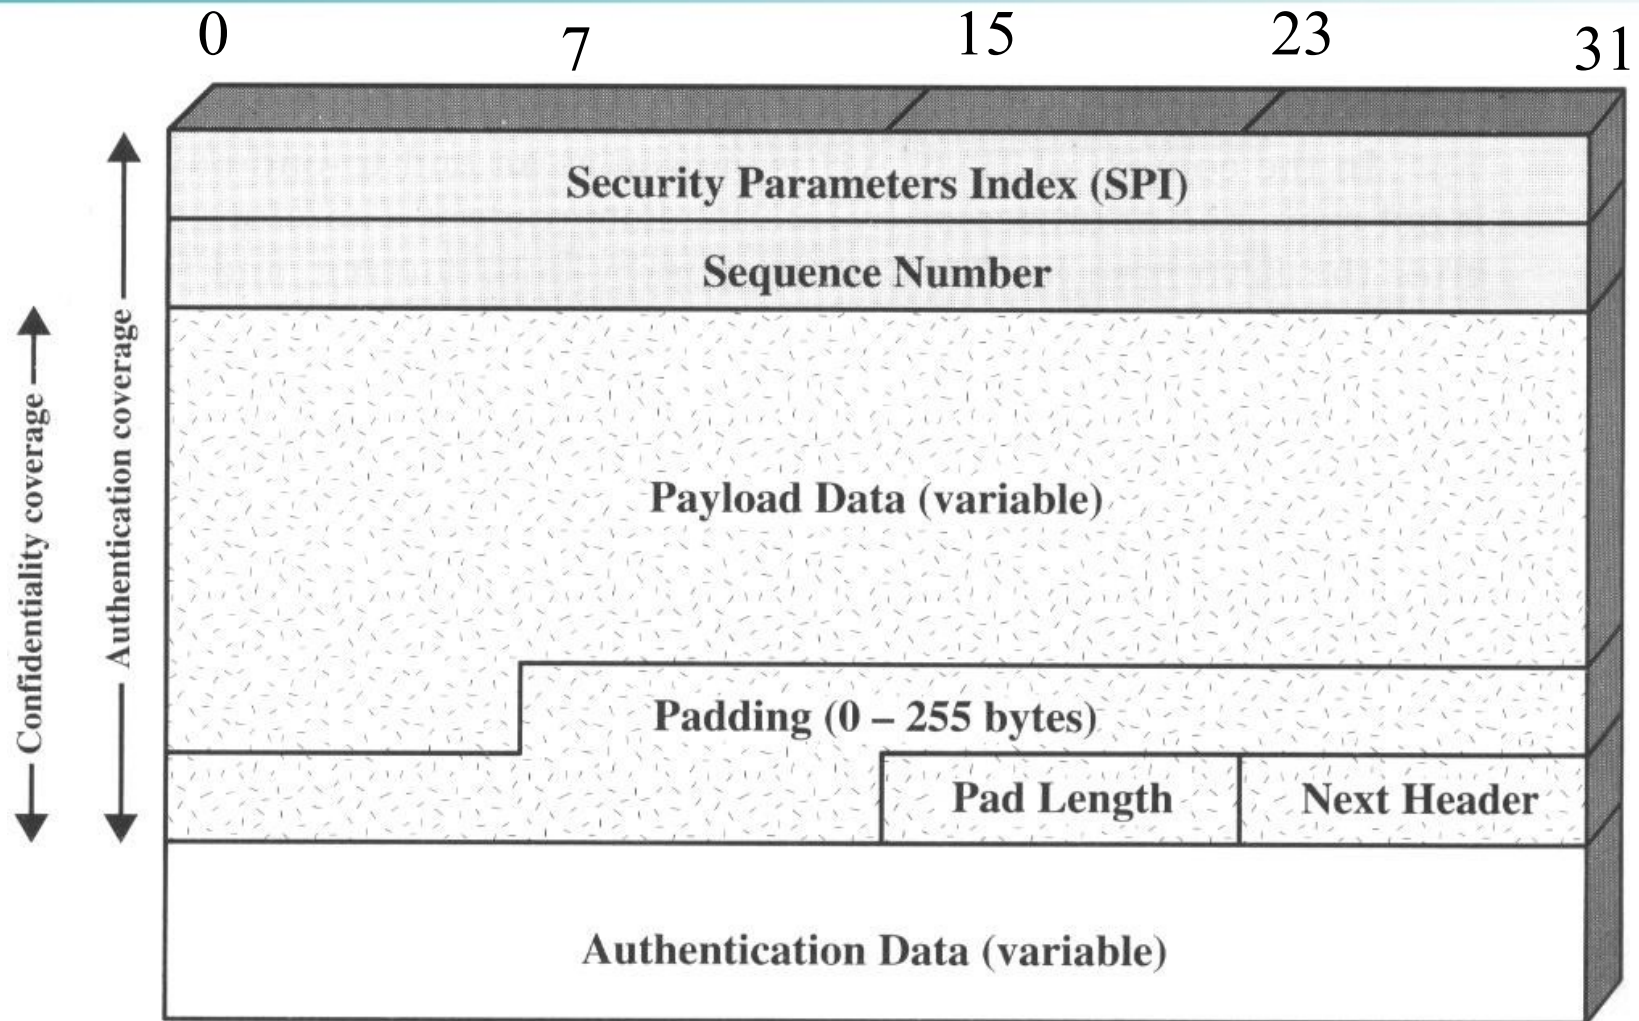 0 7 15 23 31
Security Parameters Index (SPI)
Sequence Number
Confidentiality coverage
Authentication coverage
Payload Data (variable)
Padding (0 – 255 bytes)
Pad Length
Next Header
Authentication Data (variable)